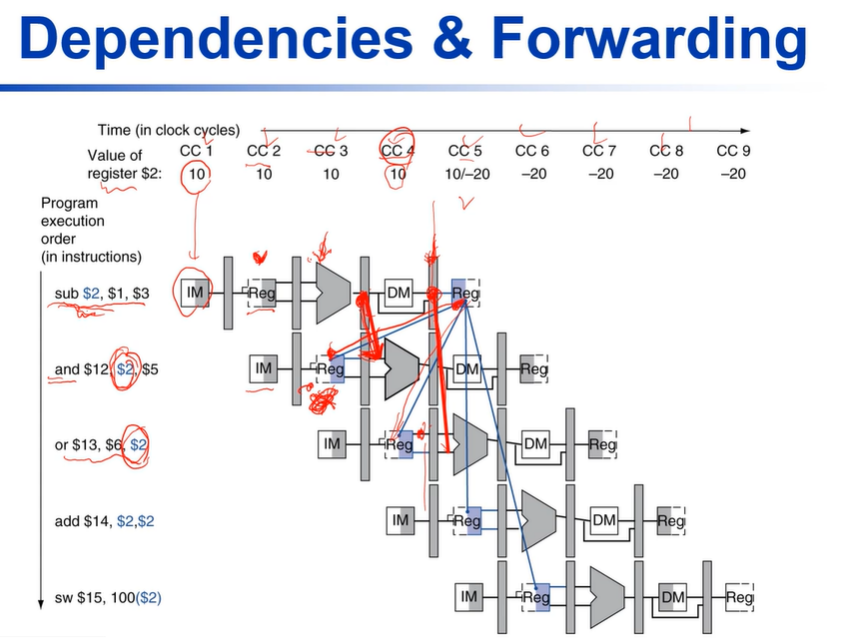 Dependencies & Forwarding
Time (in clock cycles)
Value of register $2:
CC 1 CC 2 CC 3 CC 4 CC 5 CC 6 CC 7 CC 8 CC 9
10 10 10 10 10/–20 –20 –20 –20 –20
Program
execution
order
(in instructions)
sub $2, $1, $3
IM Reg DM Reg
and $12, $2, $5
IM Reg DM Reg
or $13, $6, $2
IM Reg DM Reg
add $14, $2,$2
IM Reg DM Reg
sw $15, 100($2)
IM Reg DM Reg